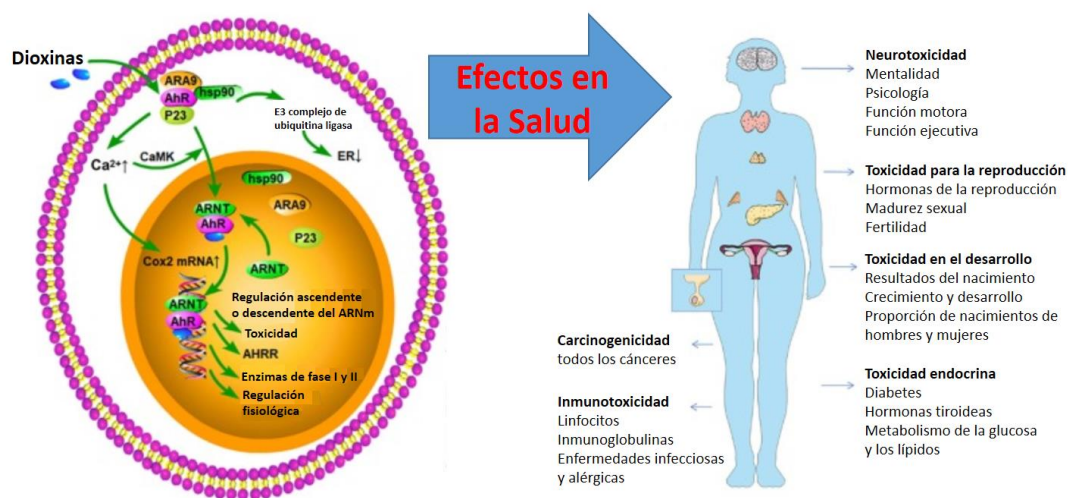 Dioxinas
ARA9
AhR
hsp90
P23
E3 complejo de
ubiquitina ligasa
ER↓
Ca²⁺↑
CaMK
hsp90
ARNT
AhR
ARA9
P23
Cox2 mRNA↑
ARNT
ARNT
AhR
Regulación ascendente
o descendente del ARNm
Toxicidad
AHRR
Enzimas de fase I y II
Regulación
fisiológica
Efectos en
la Salud
Neurotoxicidad
Mentalidad
Psicología
Función motora
Función ejecutiva
Toxicidad para la reproducción
Hormonas de la reproducción
Madurez sexual
Fertilidad
Toxicidad en el desarrollo
Resultados del nacimiento
Crecimiento y desarrollo
Proporción de nacimientos de
hombres y mujeres
Toxicidad endocrina
Diabetes
Hormonas tiroideas
Metabolismo de la glucosa
y los lípidos
Carcinogenicidad
todos los cánceres
Inmunotoxicidad
Linfocitos
Inmunoglobulinas
Enfermedades infecciosas
y alérgicas